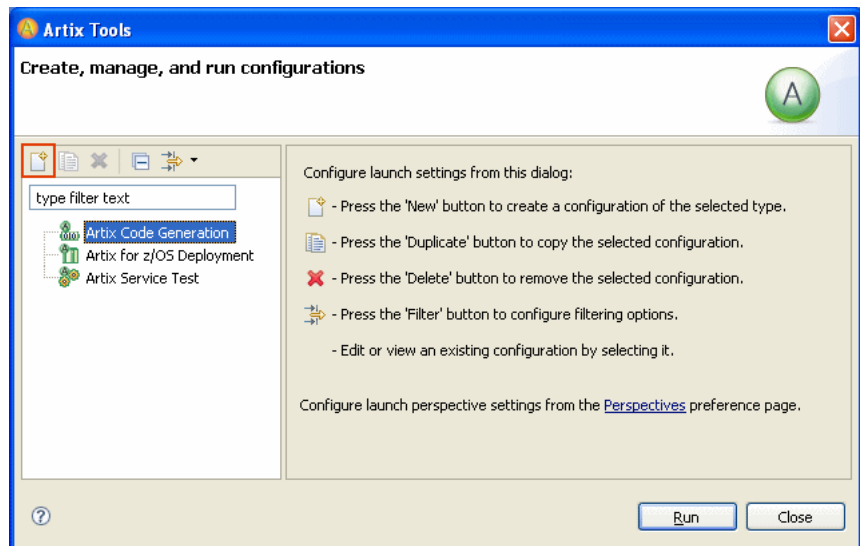 Artix Tools
Create, manage, and run configurations
A
type filter text
Artix Code Generation
Artix for z/OS Deployment
Artix Service Test
Configure launch settings from this dialog:
- Press the 'New' button to create a configuration of the selected type.
- Press the 'Duplicate' button to copy the selected configuration.
- Press the 'Delete' button to remove the selected configuration.
- Press the 'Filter' button to configure filtering options.
- Edit or view an existing configuration by selecting it.
Configure launch perspective settings from the Perspectives preference page.
?
Run
Close